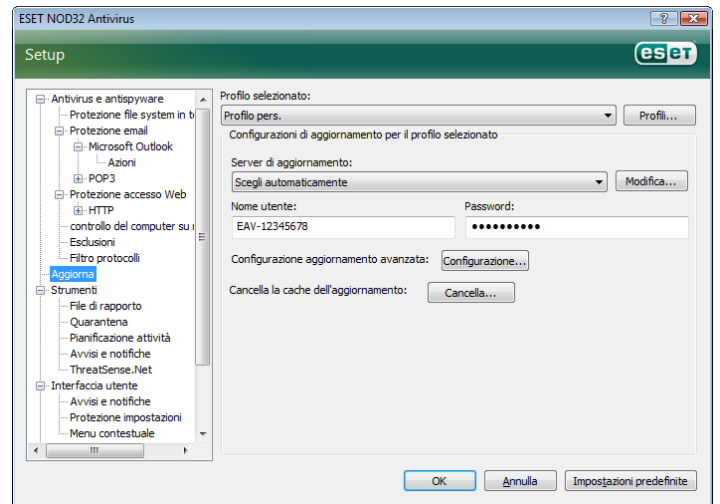 ESET NOD32 Antivirus
Setup
eseT
Antivirus e antispyware
Protezione file system in t
Protezione email
Microsoft Outlook
Azioni
POP3
Protezione accesso Web
HTTP
controllo del computer su
Esclusioni
Filtro protocolli
Aggiorna
Strumenti
File di rapporto
Quarantena
Pianificazione attività
Avvisi e notifiche
ThreatSense.Net
Interfaccia utente
Avvisi e notifiche
Protezione impostazioni
Menu contestuale
Profilo selezionato:
Profilo pers.
Profili...
Configurazioni di aggiornamento per il profilo selezionato
Server di aggiornamento:
Scegli automaticamente
Modifica...
Nome utente:
Password:
EAV-12345678
●●●●●●●●●●
Configurazione aggiornamento avanzata:
Configurazione...
Cancella la cache dell'aggiornamento:
Cancella...
OK
Annulla
Impostazioni predefinite